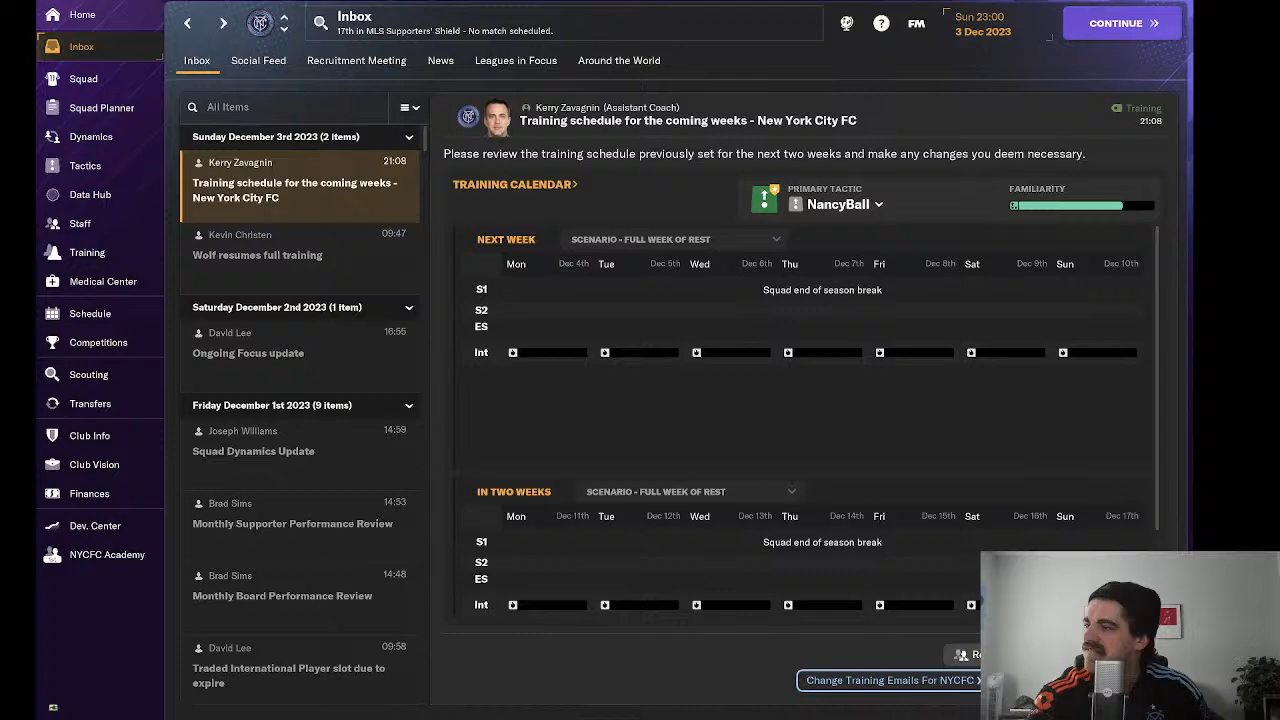 Home
Inbox
Squad
Squad Planner
Dynamics
Tactics
Data Hub
Staff
Training
Medical Center
Schedule
Competitions
Scouting
Transfers
Club Info
Club Vision
Finances
Dev. Center
NYCFC Academy
Inbox
17th in MLS Supporters' Shield - No match scheduled.
FM
Sun 23:00
3 Dec 2023
CONTINUE
Inbox Social Feed Recruitment Meeting News Leagues in Focus Around the World
All Items
Sunday December 3rd 2023 (2 items)
Kerry Zavagnin 21:08
Training schedule for the coming weeks -
New York City FC
Kevin Christen 09:47
Wolf resumes full training
Saturday December 2nd 2023 (1 item)
David Lee 16:56
Ongoing Focus update
Friday December 1st 2023 (9 items)
Joseph Williams 14:59
Squad Dynamics Update
Brad Sims 14:53
Monthly Supporter Performance Review
Brad Sims 14:48
Monthly Board Performance Review
David Lee 09:58
Traded International Player slot due to
expire
Kerry Zavagnin (Assistant Coach)
Training schedule for the coming weeks - New York City FC
Training
21:08
Please review the training schedule previously set for the next two weeks and make any changes you deem necessary.
TRAINING CALENDAR>
PRIMARY TACTIC
NancyBall
FAMILIARITY
NEXT WEEK SCENARIO - FULL WEEK OF REST
Mon Dec 4th Tue Dec 5th Wed Dec 6th Thu Dec 7th Fri Dec 8th Sat Dec 9th Sun Dec 10th
S1 Squad end of season break
S2
ES
Int
IN TWO WEEKS SCENARIO - FULL WEEK OF REST
Mon Dec 11th Tue Dec 12th Wed Dec 13th Thu Dec 14th Fri Dec 15th Sat Dec 16th Sun Dec 17th
S1 Squad end of season break
S2
ES
Int
Change Training Emails For NYCFC